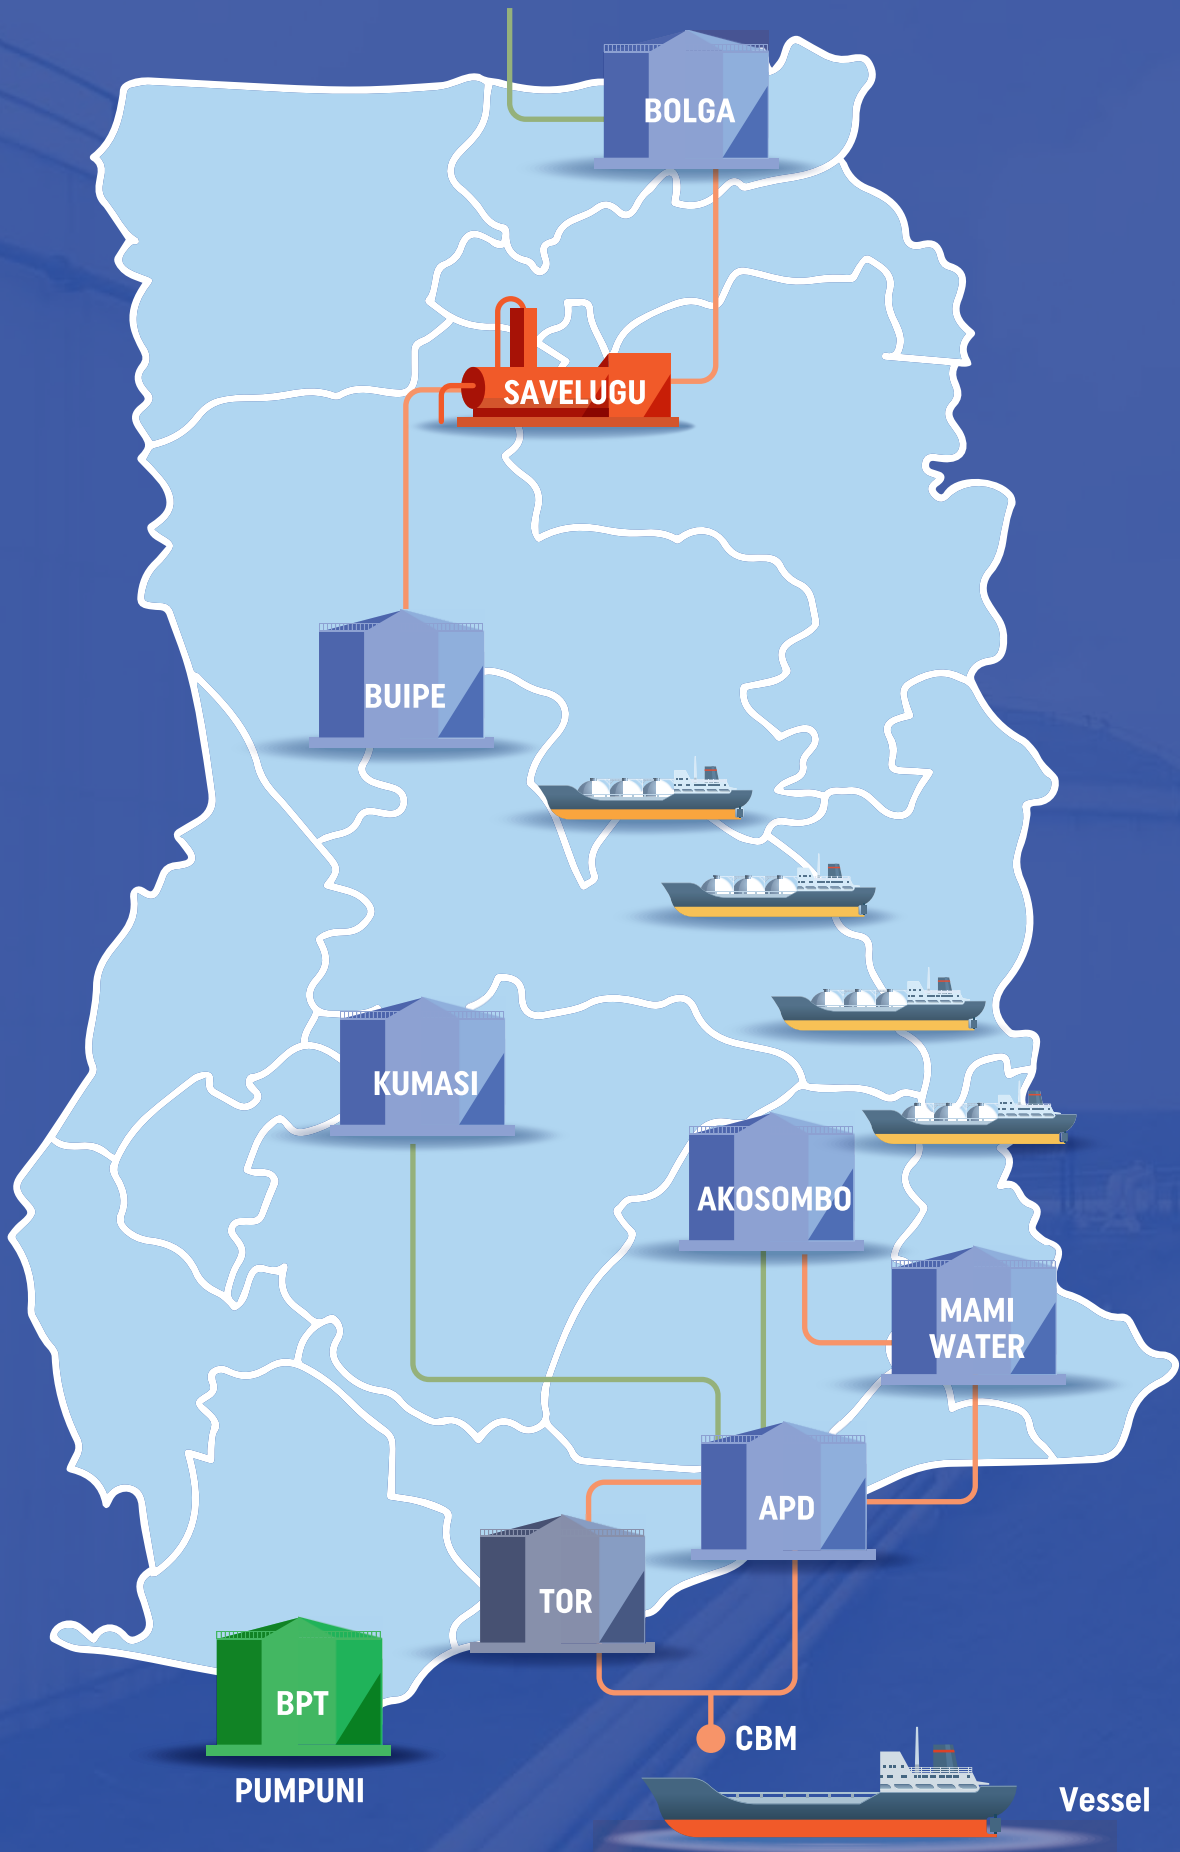 BOLGA
SAVELUGU
BUIPE
KUMASI
AKOSOMBO
MAMI
WATER
APD
TOR
BPT
PUMPUNI
CBM
Vessel